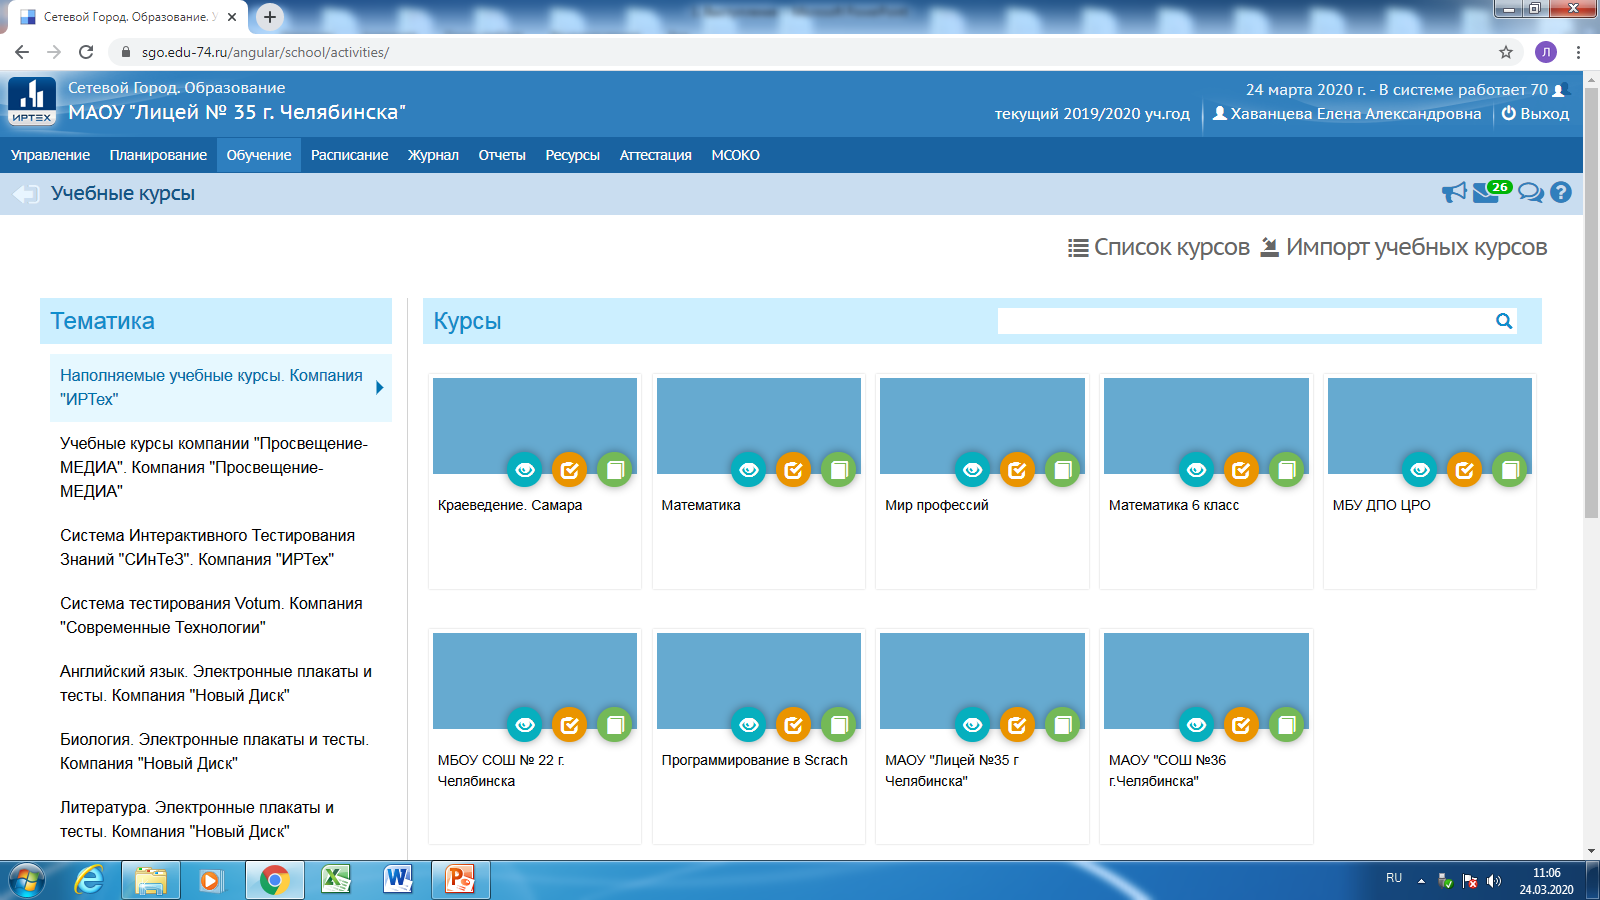 Сетевой Город. Образование. У
sgo.edu-74.ru/angular/school/activities/
Л
ИРТЕХ
Сетевой Город. Образование
МАОУ "Лицей № 35 г. Челябинска"
24 марта 2020 г. - В системе работает 70
текущий 2019/2020 уч.год
Хаванцева Елена Александровна
Выход
Управление Планирование Обучение Расписание Журнал Отчеты Ресурсы Аттестация МСОКО
Учебные курсы
26
Список курсов Импорт учебных курсов
Тематика
Наполняемые учебные курсы. Компания
"ИРТех"
Учебные курсы компании "Просвещение-
МЕДИА". Компания "Просвещение-
МЕДИА"
Система Интерактивного Тестирования
Знаний "СИнТеЗ". Компания "ИРТех"
Система тестирования Votum. Компания
"Современные Технологии"
Английский язык. Электронные плакаты и
тесты. Компания "Новый Диск"
Биология. Электронные плакаты и тесты.
Компания "Новый Диск"
Литература. Электронные плакаты и
тесты. Компания "Новый Диск"
Курсы
Краеведение. Самара
Математика
Мир профессий
Математика 6 класс
МБУ ДПО ЦРО
МБОУ СОШ № 22 г.
Челябинска
Программирование в Scrach
МАОУ "Лицей №35 г
Челябинска"
МАОУ "СОШ №36
г.Челябинска"
RU
11:06
24.03.2020